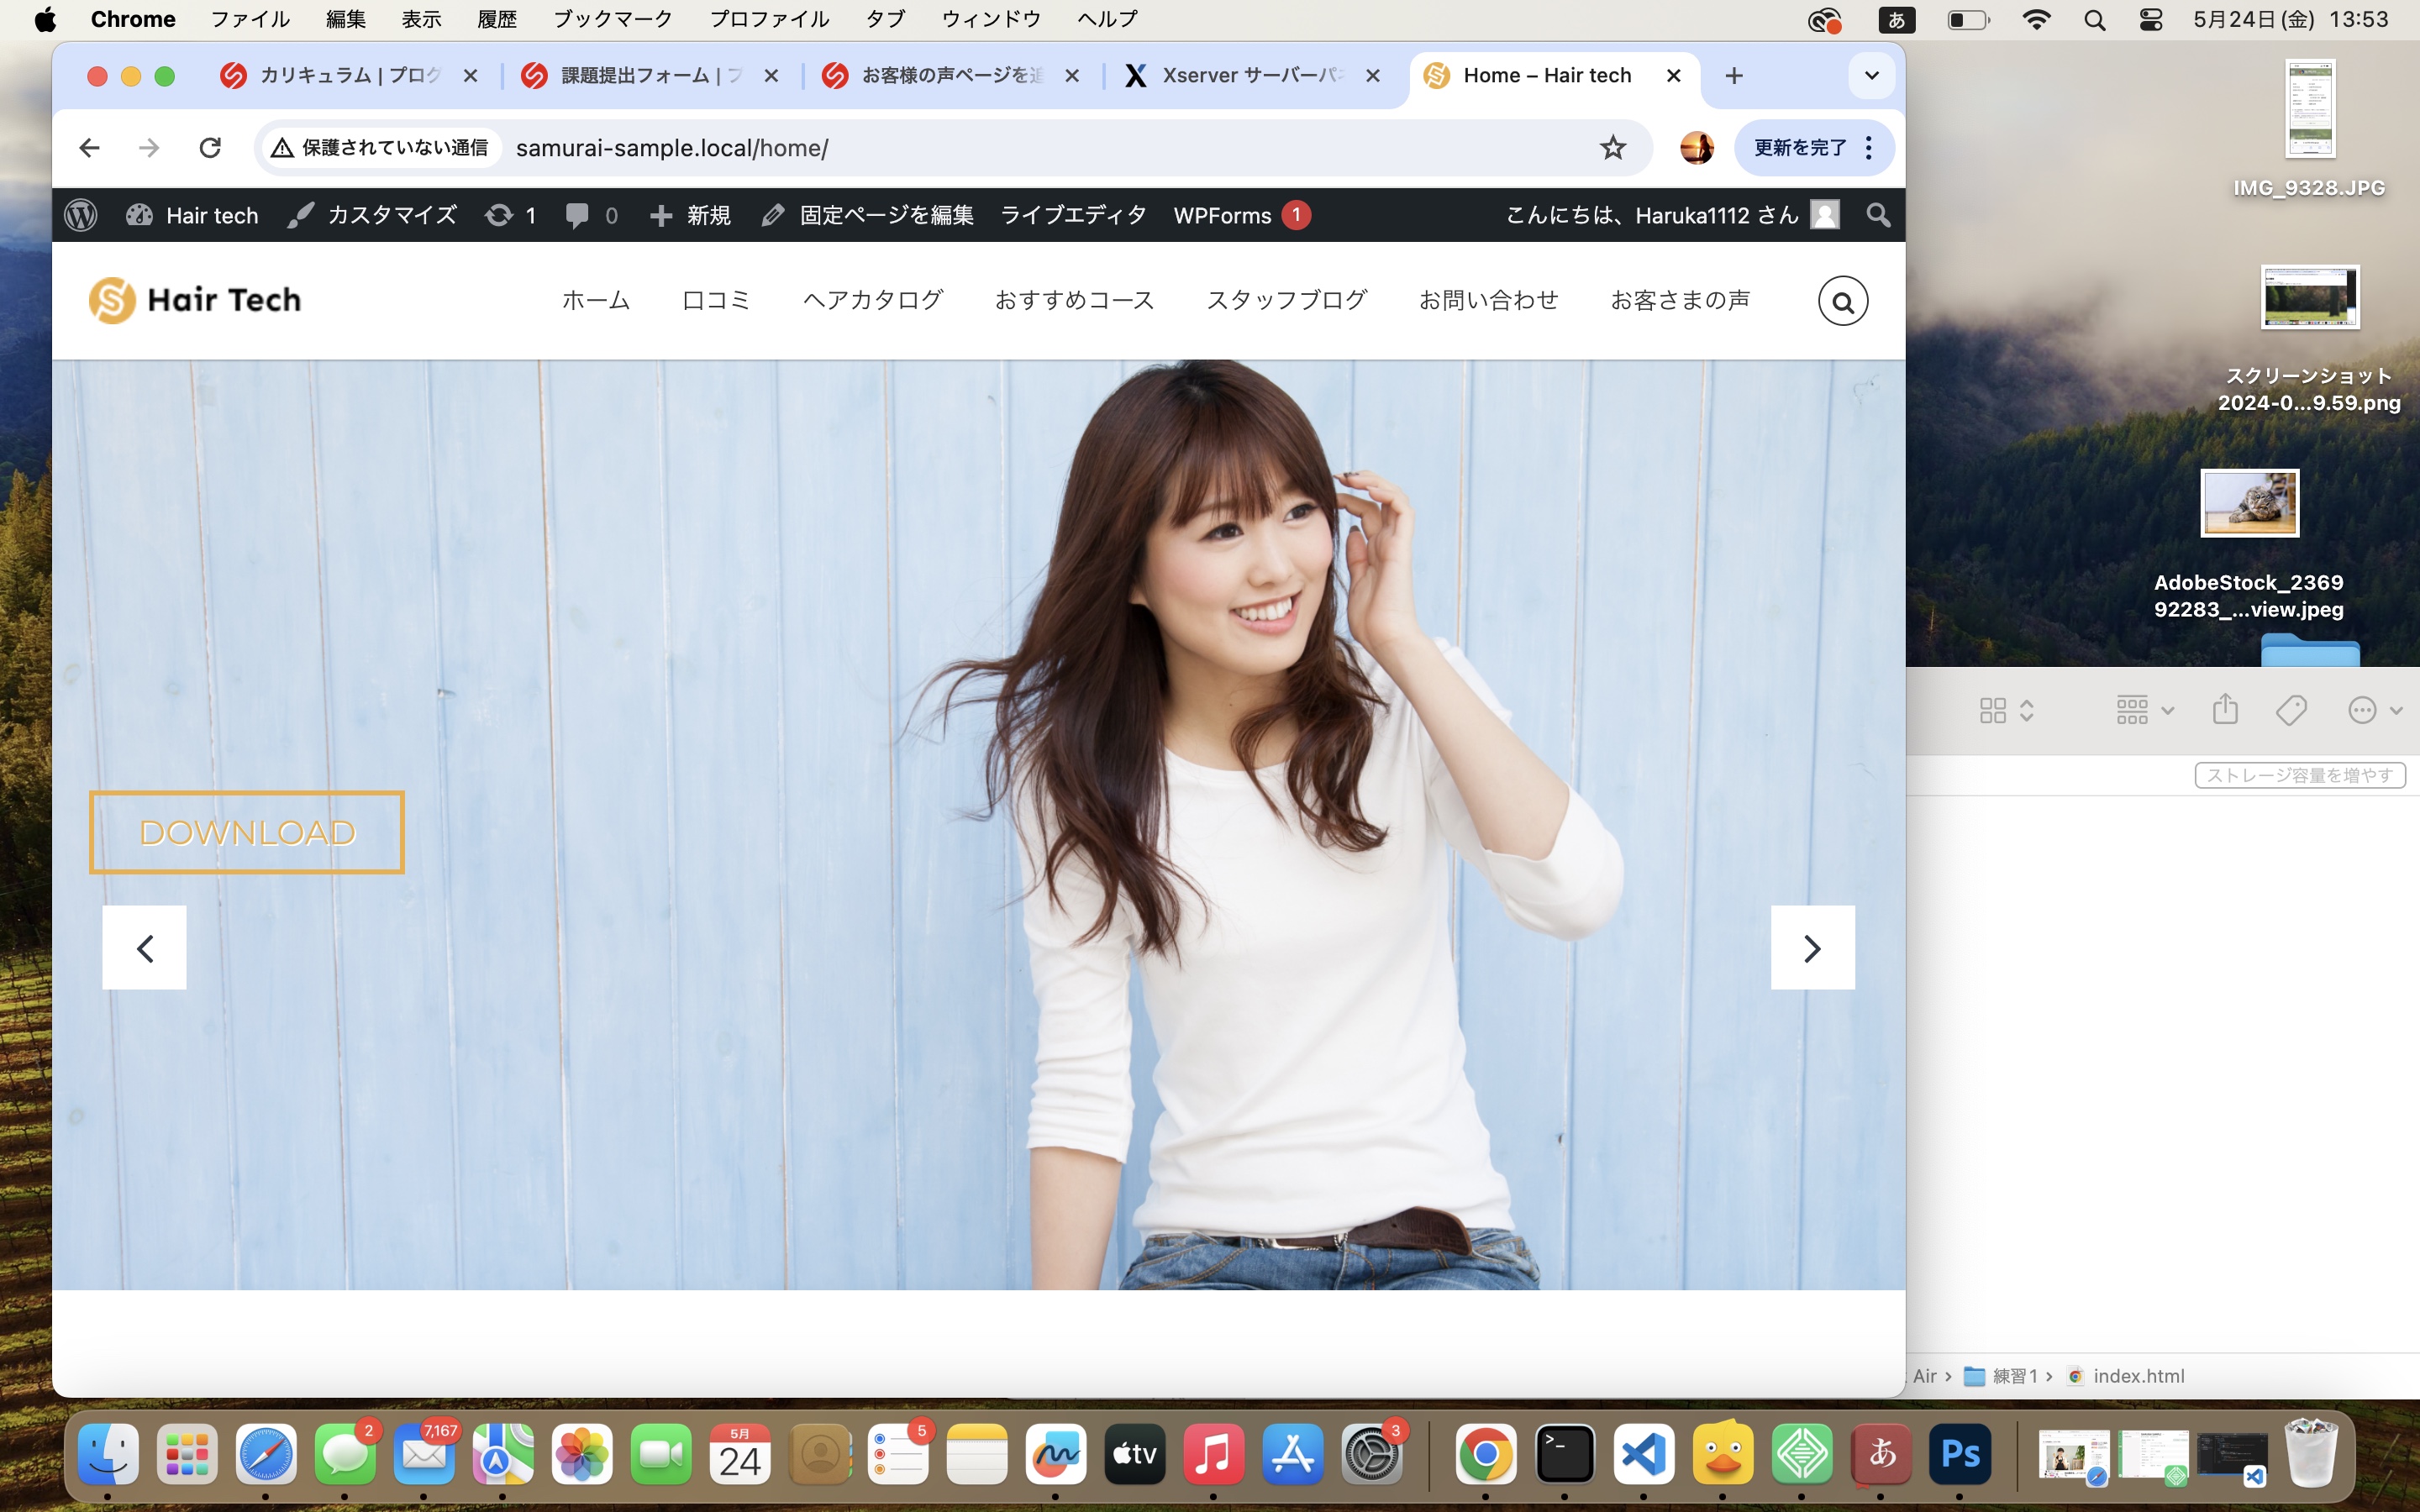 Chrome ファイル 編集 表示 履歴 ブックマーク プロファイル タブ ウィンドウ ヘルプ あ 5月24日(金) 13:53
カリキュラム | プログ 課題提出フォーム | フ お客様の声ページを追 Xserver サーバーパネ Home – Hair tech
保護されていない通信 samurai-sample.local/home/ 更新を完了
Hair tech カスタマイズ 1 0 新規 固定ページを編集 ライブエディタ WPForms 1 こんにちは、Haruka1112 さん
Hair Tech ホーム 口コミ ヘアカタログ おすすめコース スタッフブログ お問い合わせ お客さまの声
DOWNLOAD
IMG_9328.JPG
スクリーンショット
2024-0...9.59.png
AdobeStock_2369
92283_...view.jpeg
ストレージ容量を増やす
Air › 練習1 › index.html
2 7,167 5月 24 5 tv 3 >_ あ Ps